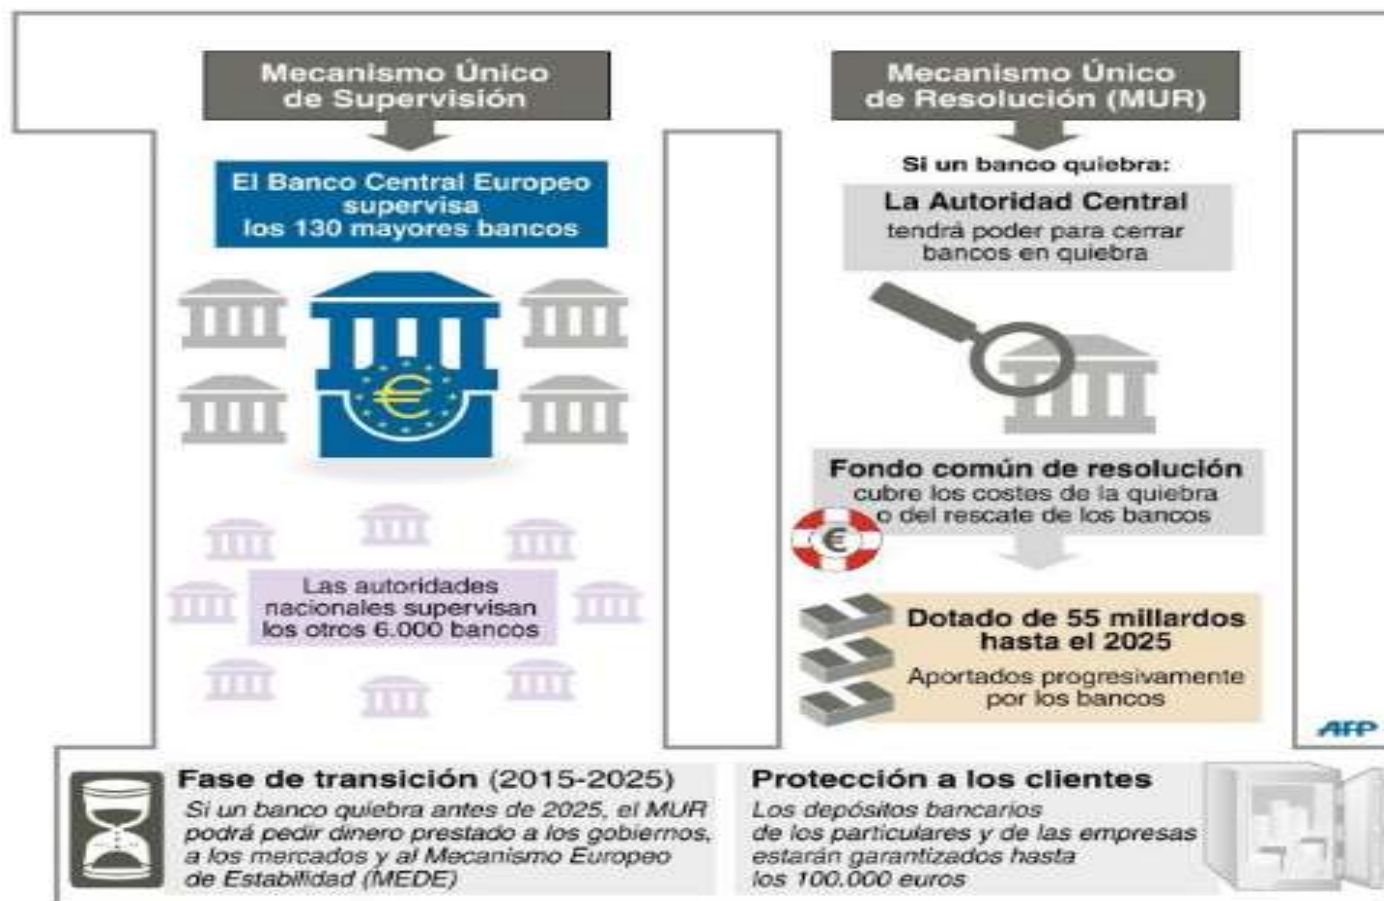 Mecanismo Único
de Supervisión
El Banco Central Europeo
supervisa
los 130 mayores bancos
€
Las autoridades
nacionales supervisan
los otros 6.000 bancos
Mecanismo Único
de Resolución (MUR)
Si un banco quiebra:
La Autoridad Central
tendrá poder para cerrar
bancos en quiebra
Fondo común de resolución
cubre los costes de la quiebra
o del rescate de los bancos
€
Dotado de 55 millardos
hasta el 2025
Aportados progresivamente
por los bancos
AFP
Fase de transición (2015-2025)
Si un banco quiebra antes de 2025, el MUR
podrá pedir dinero prestado a los gobiernos,
a los mercados y al Mecanismo Europeo
de Estabilidad (MEDE)
Protección a los clientes
Los depósitos bancarios
de los particulares y de las empresas
estarán garantizados hasta
los 100.000 euros